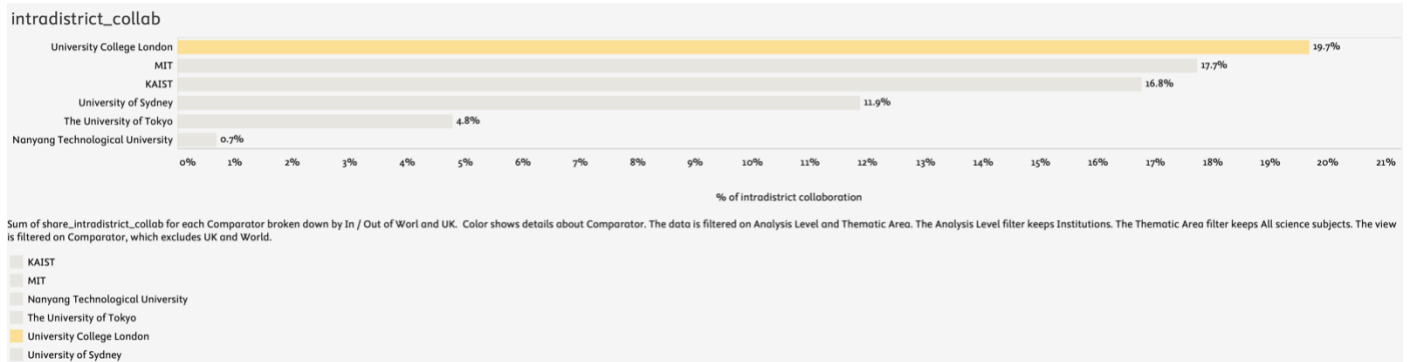 intradistrict_collab
University College London 19.7%
MIT 17.7%
KAIST 16.8%
University of Sydney 11.9%
The University of Tokyo 4.8%
Nanyang Technological University 0.7%
0% 1% 2% 3% 4% 5% 6% 7% 8% 9% 10% 11% 12% 13% 14% 15% 16% 17% 18% 19% 20% 21%
% of intradistrict collaboration
Sum of share_intradistrict_collab for each Comparator broken down by In / Out of Worl and UK. Color shows details about Comparator. The data is filtered on Analysis Level and Thematic Area. The Analysis Level filter keeps Institutions. The Thematic Area filter keeps All science subjects. The view
is filtered on Comparator, which excludes UK and World.
KAIST
MIT
Nanyang Technological University
The University of Tokyo
University College London
University of Sydney